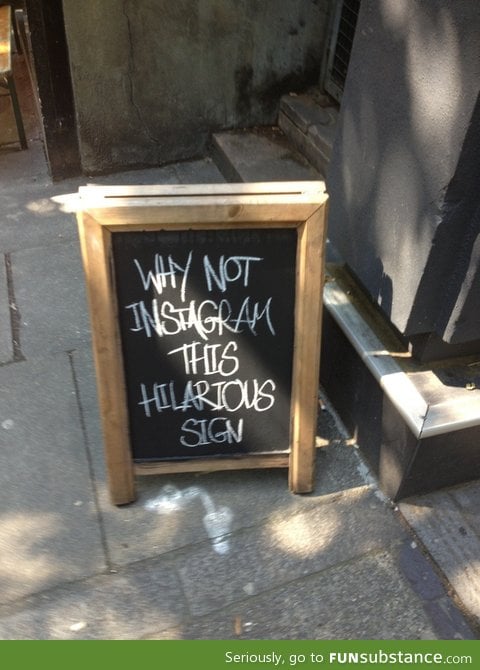 WHY NOT
INSTAGRAM
THIS
HILARIOUS
SIGN
Seriously, go to FUNsubstance.com